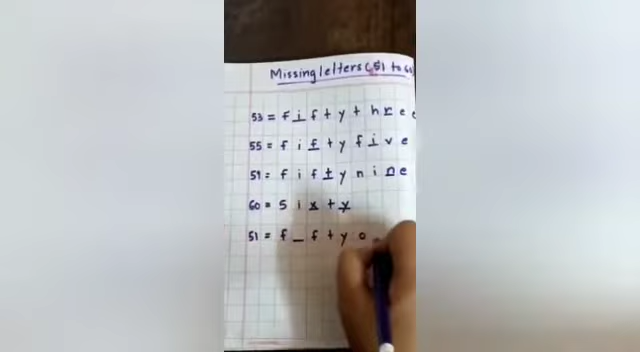 Missing letters (51 to 60)
53 = f i f t y t h r e e
55 = f i f t y f i v e
59 = f i f t y n i n e
60 = s i x t y
51 = f _ f t y o